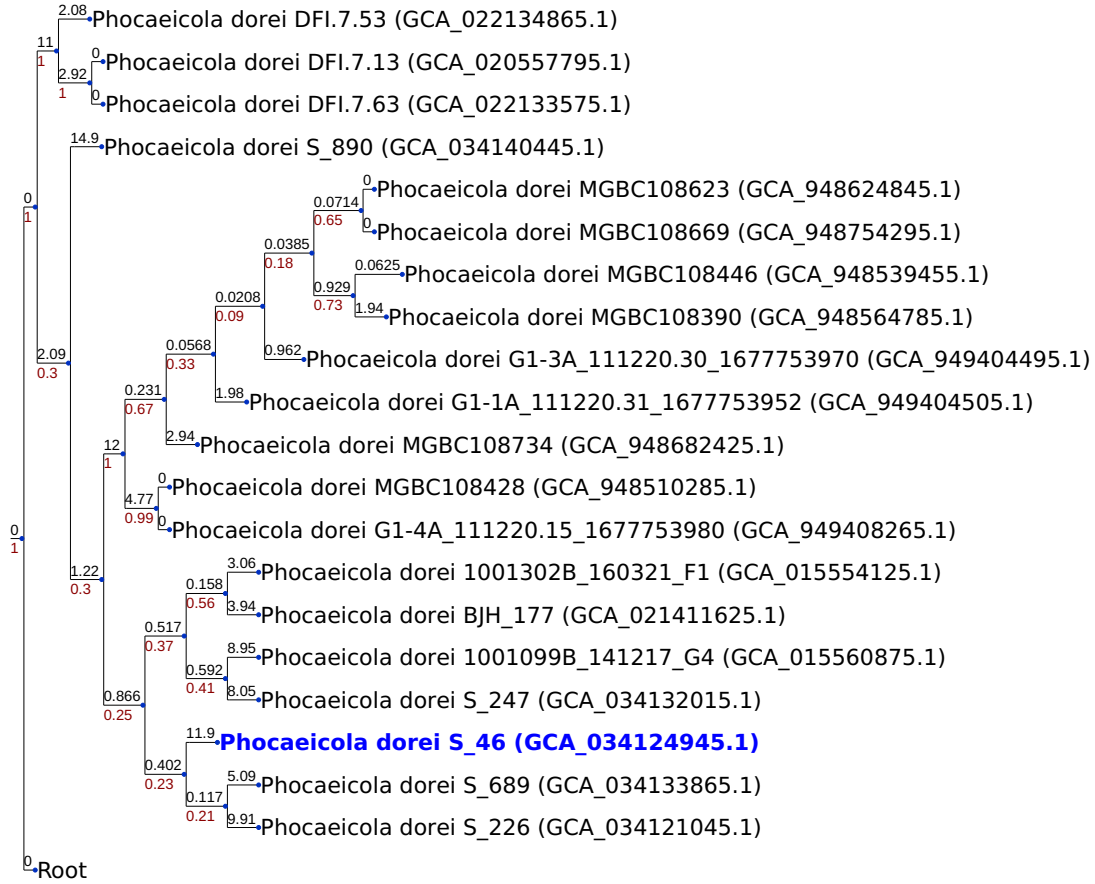 2.08 Phocaeicola dorei DFI.7.53 (GCA_022134865.1)
11
1
0 Phocaeicola dorei DFI.7.13 (GCA_020557795.1)
2.92
1
0 Phocaeicola dorei DFI.7.63 (GCA_022133575.1)
14.9 Phocaeicola dorei S_890 (GCA_034140445.1)
0 Phocaeicola dorei MGBC108623 (GCA_948624845.1)
0.0714
0.65
0
1
0 Phocaeicola dorei MGBC108669 (GCA_948754295.1)
0.0385
0.18
0.0625 Phocaeicola dorei MGBC108446 (GCA_948539455.1)
0.929
0.73
0.0208
0.09
1.94 Phocaeicola dorei MGBC108390 (GCA_948564785.1)
0.0568
0.33
2.09
0.3
0.962 Phocaeicola dorei G1-3A_111220.30_1677753970 (GCA_949404495.1)
0.231
0.67
1.98 Phocaeicola dorei G1-1A_111220.31_1677753952 (GCA_949404505.1)
2.94 Phocaeicola dorei MGBC108734 (GCA_948682425.1)
12
1
0 Phocaeicola dorei MGBC108428 (GCA_948510285.1)
4.77
0.99
0 Phocaeicola dorei G1-4A_111220.15_1677753980 (GCA_949408265.1)
0
1
3.06 Phocaeicola dorei 1001302B_160321_F1 (GCA_015554125.1)
1.22
0.3
0.158
0.56
3.94 Phocaeicola dorei BJH_177 (GCA_021411625.1)
0.517
0.37
8.95 Phocaeicola dorei 1001099B_141217_G4 (GCA_015560875.1)
0.592
0.41
8.05 Phocaeicola dorei S_247 (GCA_034132015.1)
0.866
0.25
11.9 Phocaeicola dorei S_46 (GCA_034124945.1)
0.402
0.23
5.09 Phocaeicola dorei S_689 (GCA_034133865.1)
0.117
0.21
9.91 Phocaeicola dorei S_226 (GCA_034121045.1)
0 Root